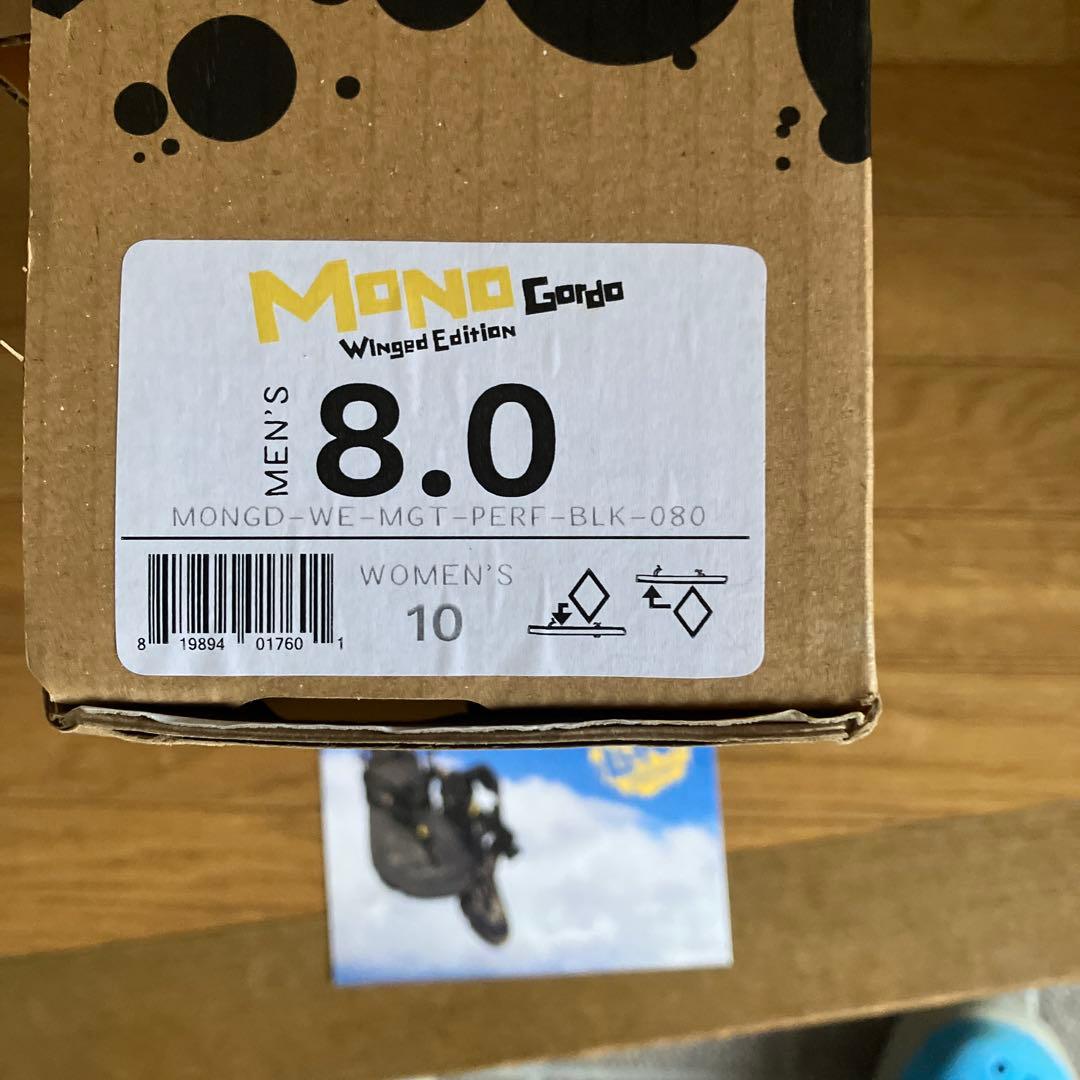 MONO Gordo
Winged Edition
MEN'S
8.0
MONGD-WE-MGT-PERF-BLK-080
WOMEN'S
10
8 19894 01760 1